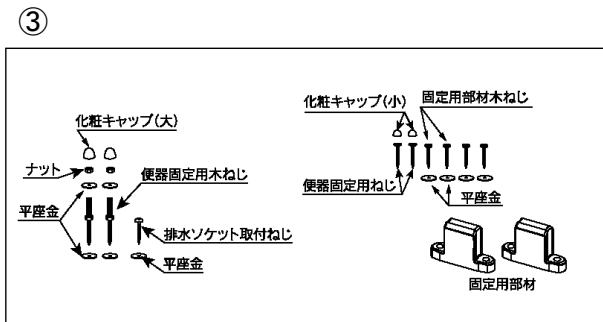 ③
化粧キャップ(大)
ナット
便器固定用木ねじ
平座金
排水ソケット取付ねじ
平座金
化粧キャップ(小)
固定用部材木ねじ
便器固定用ねじ
平座金
固定用部材